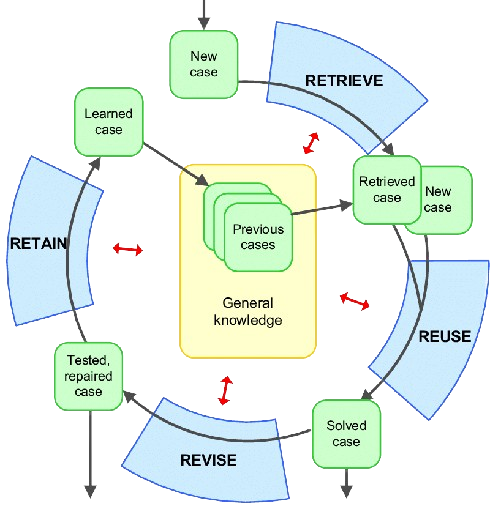 New
case
RETRIEVE
Learned
case
Retrieved
case
New
case
Previous
cases
RETAIN
General
knowledge
REUSE
Tested,
repaired
case
Solved
case
REVISE